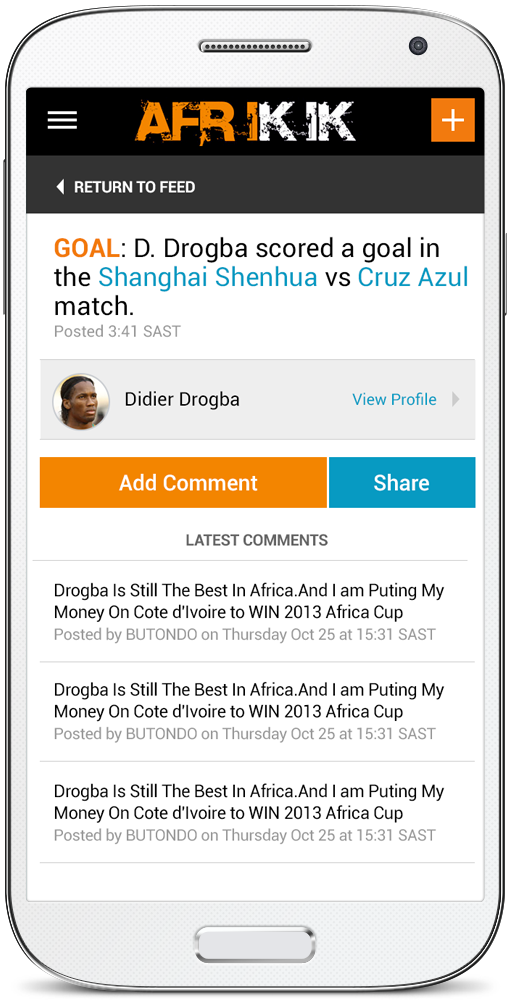 AFRIKIK
RETURN TO FEED
GOAL: D. Drogba scored a goal in
the Shanghai Shenhua vs Cruz Azul
match.
Posted 3:41 SAST
Didier Drogba
View Profile
Add Comment
Share
LATEST COMMENTS
Drogba Is Still The Best In Africa.And I am Puting My
Money On Cote d'Ivoire to WIN 2013 Africa Cup
Posted by BUTONDO on Thursday Oct 25 at 15:31 SAST
Drogba Is Still The Best In Africa.And I am Puting My
Money On Cote d'Ivoire to WIN 2013 Africa Cup
Posted by BUTONDO on Thursday Oct 25 at 15:31 SAST
Drogba Is Still The Best In Africa.And I am Puting My
Money On Cote d'Ivoire to WIN 2013 Africa Cup
Posted by BUTONDO on Thursday Oct 25 at 15:31 SAST